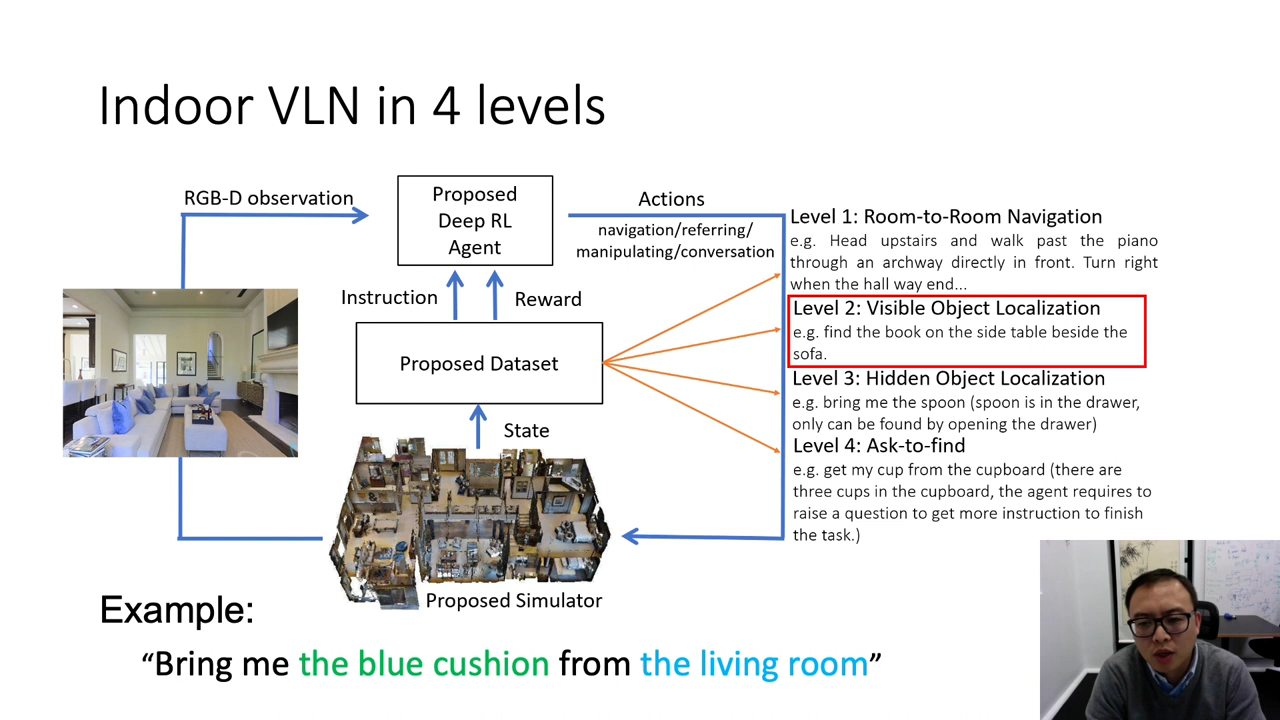 Indoor VLN in 4 levels
RGB-D observation
Proposed
Deep RL
Agent
Actions
navigation/referring/
manipulating/conversation
Instruction
Reward
Proposed Dataset
State
Proposed Simulator
Level 1: Room-to-Room Navigation
e.g. Head upstairs and walk past the piano
through an archway directly in front. Turn right
when the hall way end...
Level 2: Visible Object Localization
e.g. find the book on the side table beside the
sofa.
Level 3: Hidden Object Localization
e.g. bring me the spoon (spoon is in the drawer,
only can be found by opening the drawer)
Level 4: Ask-to-find
e.g. get my cup from the cupboard (there are
three cups in the cupboard, the agent requires to
raise a question to get more instruction to finish
the task.)
Example:
“Bring me the blue cushion from the living room”